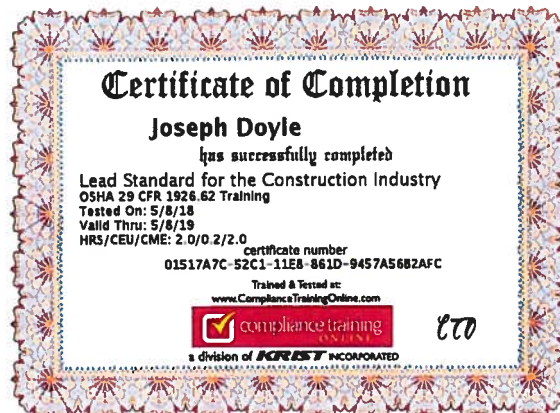 Certificate of Completion
Joseph Doyle
has successfully completed
Lead Standard for the Construction Industry
OSHA 29 CFR 1926.62 Training
Tested On: 5/8/18
Valid Thru: 5/8/19
HRS/CEU/CME: 2.0/0.2/2.0
certificate number
01517A7C-52C1-11E8-861D-9457A56B2AFC
Trained & Tested at:
www.ComplianceTrainingOnline.com
compliance training
ONLINE
CTO
a division of KRIST INCORPORATED